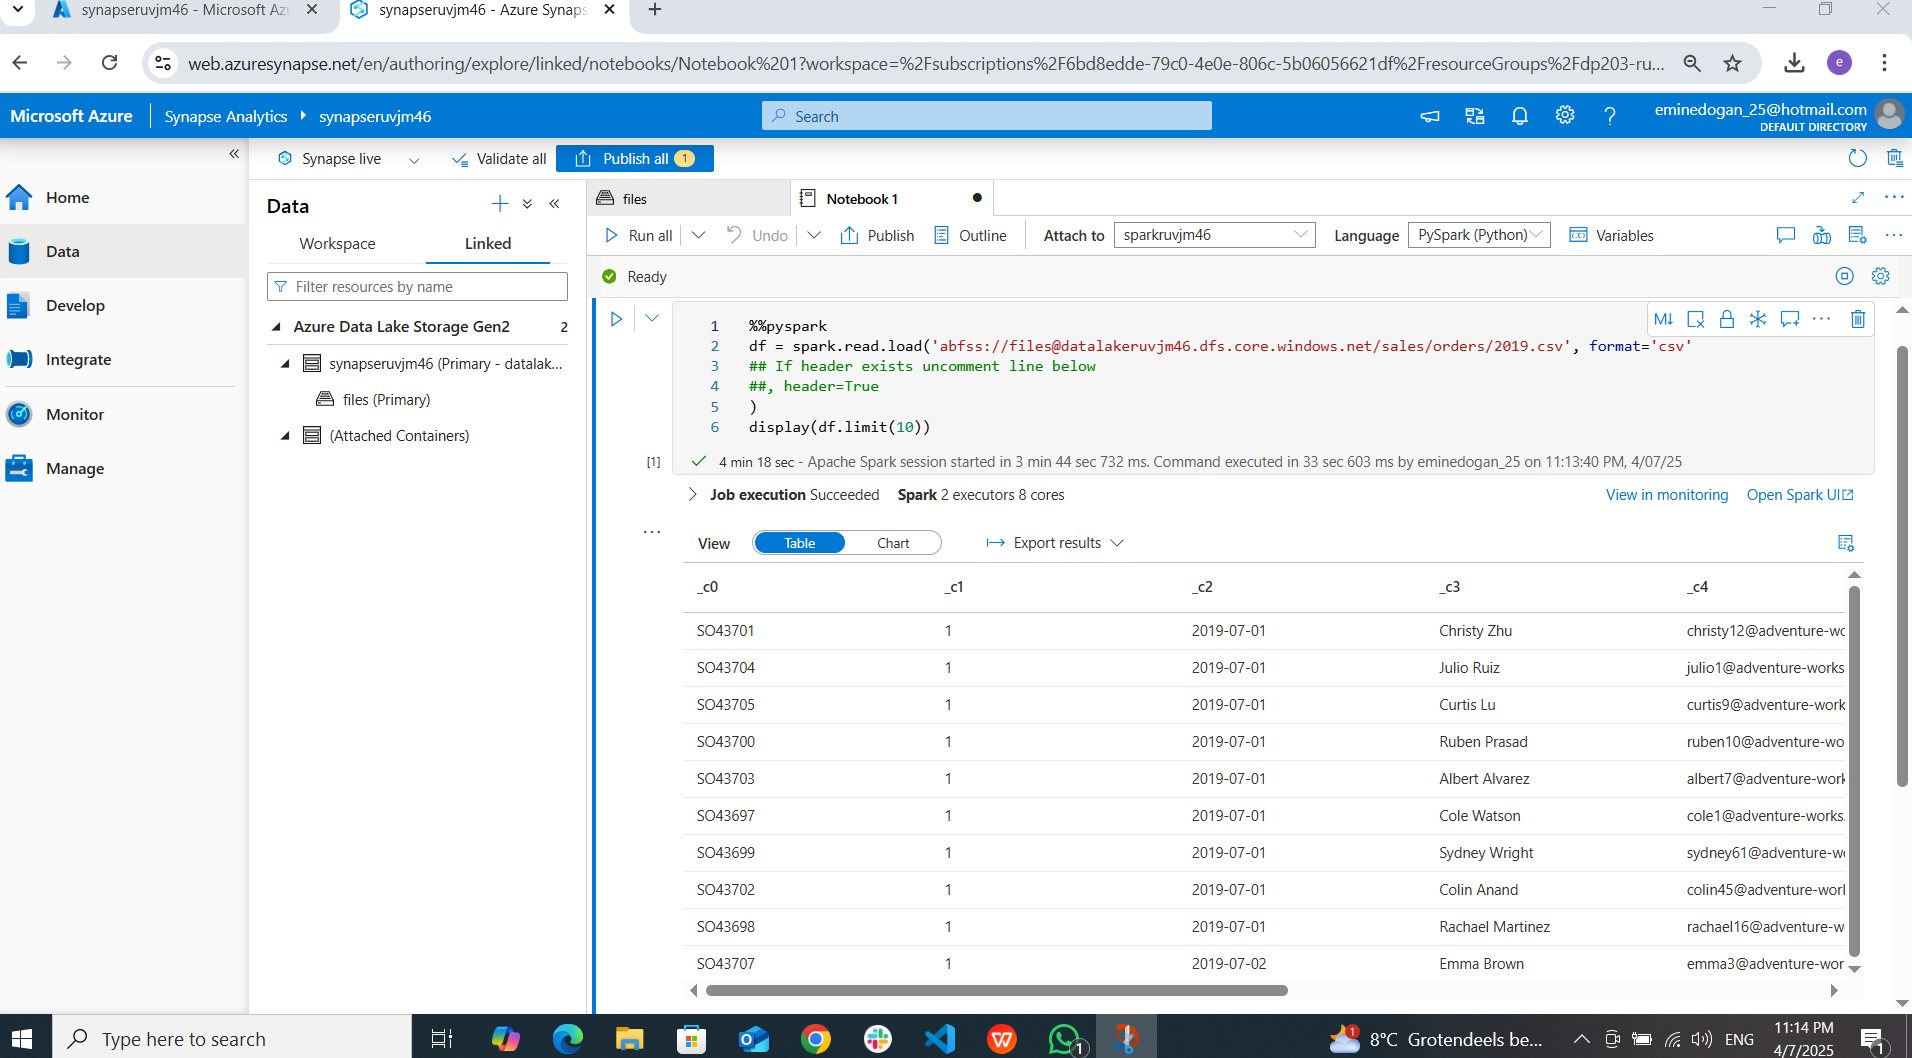 synapseruvjm46 - Microsoft Az
synapseruvjm46 - Azure Synaps
web.azuresynapse.net/en/authoring/explore/linked/notebooks/Notebook%201?workspace=%2Fsubscriptions%2F6bd8edde-79c0-4e0e-806c-5b06056621df%2FresourceGroups%2Fdp203-ru...
e
Microsoft Azure
Synapse Analytics
synapseruvjm46
Search
eminedogan_25@hotmail.com
DEFAULT DIRECTORY
Synapse live
Validate all
Publish all 1
Home
Data
Develop
Integrate
Monitor
Manage
Data
Workspace
Linked
Filter resources by name
Azure Data Lake Storage Gen2 2
synapseruvjm46 (Primary - datalak...
files (Primary)
(Attached Containers)
files
Notebook 1
Run all
Undo
Publish
Outline
Attach to
sparkruvjm46
Language
PySpark (Python)
Variables
Ready
1 %%pyspark
2 df = spark.read.load('abfss://files@datalakeruvjm46.dfs.core.windows.net/sales/orders/2019.csv', format='csv'
3 ## If header exists uncomment line below
4 ##, header=True
5 )
6 display(df.limit(10))
[1] 4 min 18 sec - Apache Spark session started in 3 min 44 sec 732 ms. Command executed in 33 sec 603 ms by eminedogan_25 on 11:13:40 PM, 4/07/25
Job execution Succeeded Spark 2 executors 8 cores
View in monitoring
Open Spark UI
View
Table
Chart
Export results
_c0 _c1 _c2 _c3 _c4
SO43701 1 2019-07-01 Christy Zhu christy12@adventure-wo
SO43704 1 2019-07-01 Julio Ruiz julio1@adventure-works
SO43705 1 2019-07-01 Curtis Lu curtis9@adventure-work
SO43700 1 2019-07-01 Ruben Prasad ruben10@adventure-wo
SO43703 1 2019-07-01 Albert Alvarez albert7@adventure-work
SO43697 1 2019-07-01 Cole Watson cole1@adventure-works.
SO43699 1 2019-07-01 Sydney Wright sydney61@adventure-w
SO43702 1 2019-07-01 Colin Anand colin45@adventure-worl
SO43698 1 2019-07-01 Rachael Martinez rachael16@adventure-w
SO43707 1 2019-07-02 Emma Brown emma3@adventure-wor
Type here to search
1
1
8°C Grotendeels be...
ENG
11:14 PM
4/7/2025
1